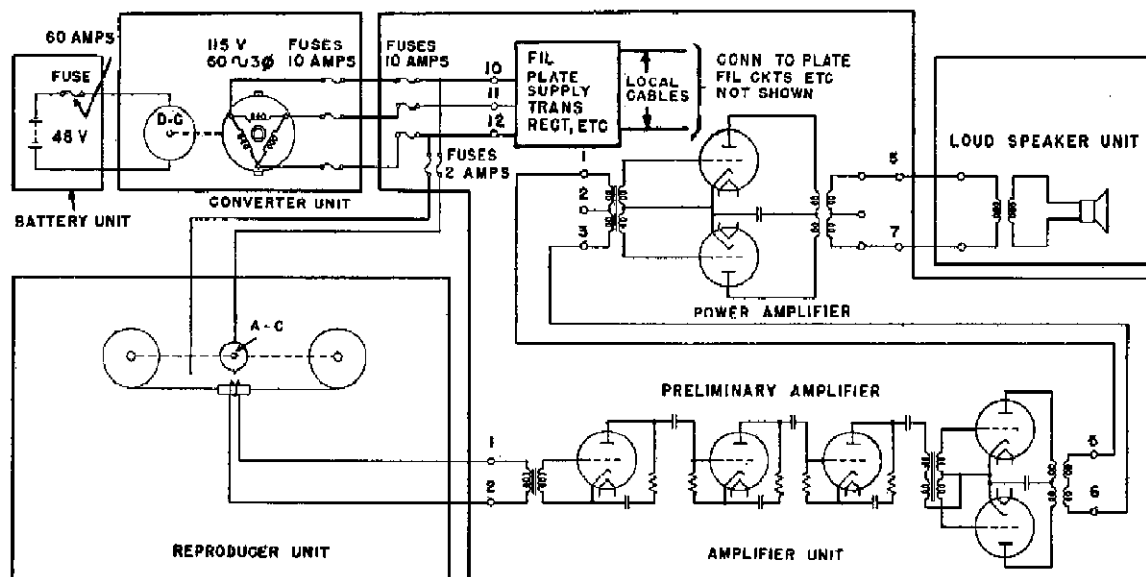 60 AMPS
FUSE
48 V
BATTERY UNIT
D-C
115 V
60 ~ 3Ø
FUSES
10 AMPS
CONVERTER UNIT
FUSES
10 AMPS
10
11
12
FUSES
2 AMPS
FIL
PLATE
SUPPLY
TRANS
RECT, ETC
LOCAL
CABLES
CONN TO PLATE
FIL CKTS ETC
NOT SHOWN
1
2
3
POWER AMPLIFIER
7
LOUD SPEAKER UNIT
A-C
REPRODUCER UNIT
PRELIMINARY AMPLIFIER
1
2
5
6
AMPLIFIER UNIT